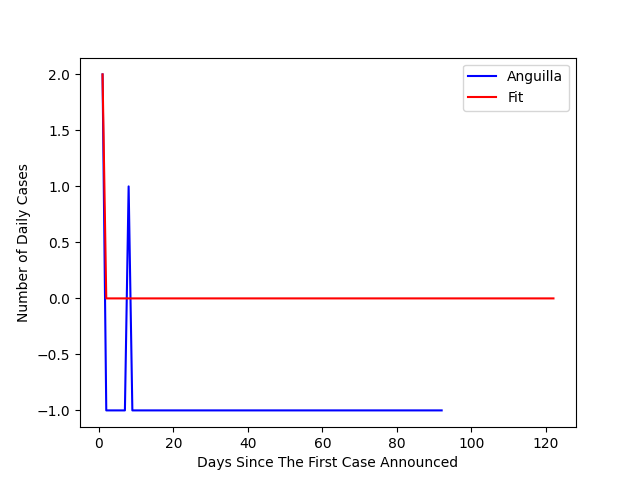 Anguilla
Fit
2.0
1.5
1.0
0.5
0.0
−0.5
−1.0
Number of Daily Cases
0 20 40 60 80 100 120
Days Since The First Case Announced